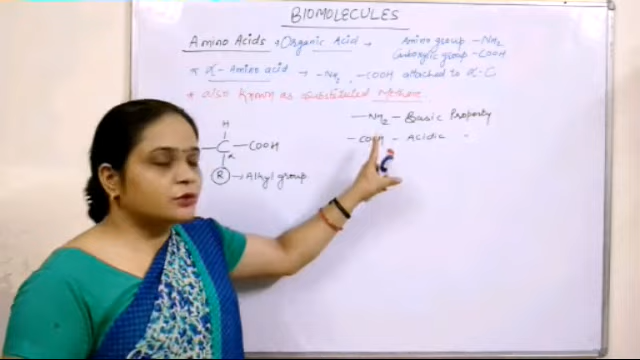 BIOMOLECULES
Amino Acids → Organic Acid → Amino group -NH2
Carboxylic group -COOH
* α-Amino acid → -NH2, -COOH attached to α-C
* also known as substituted methane
-NH2 - Basic Property
-COOH - Acidic "
H
-C-COOH
α
R → Alkyl group